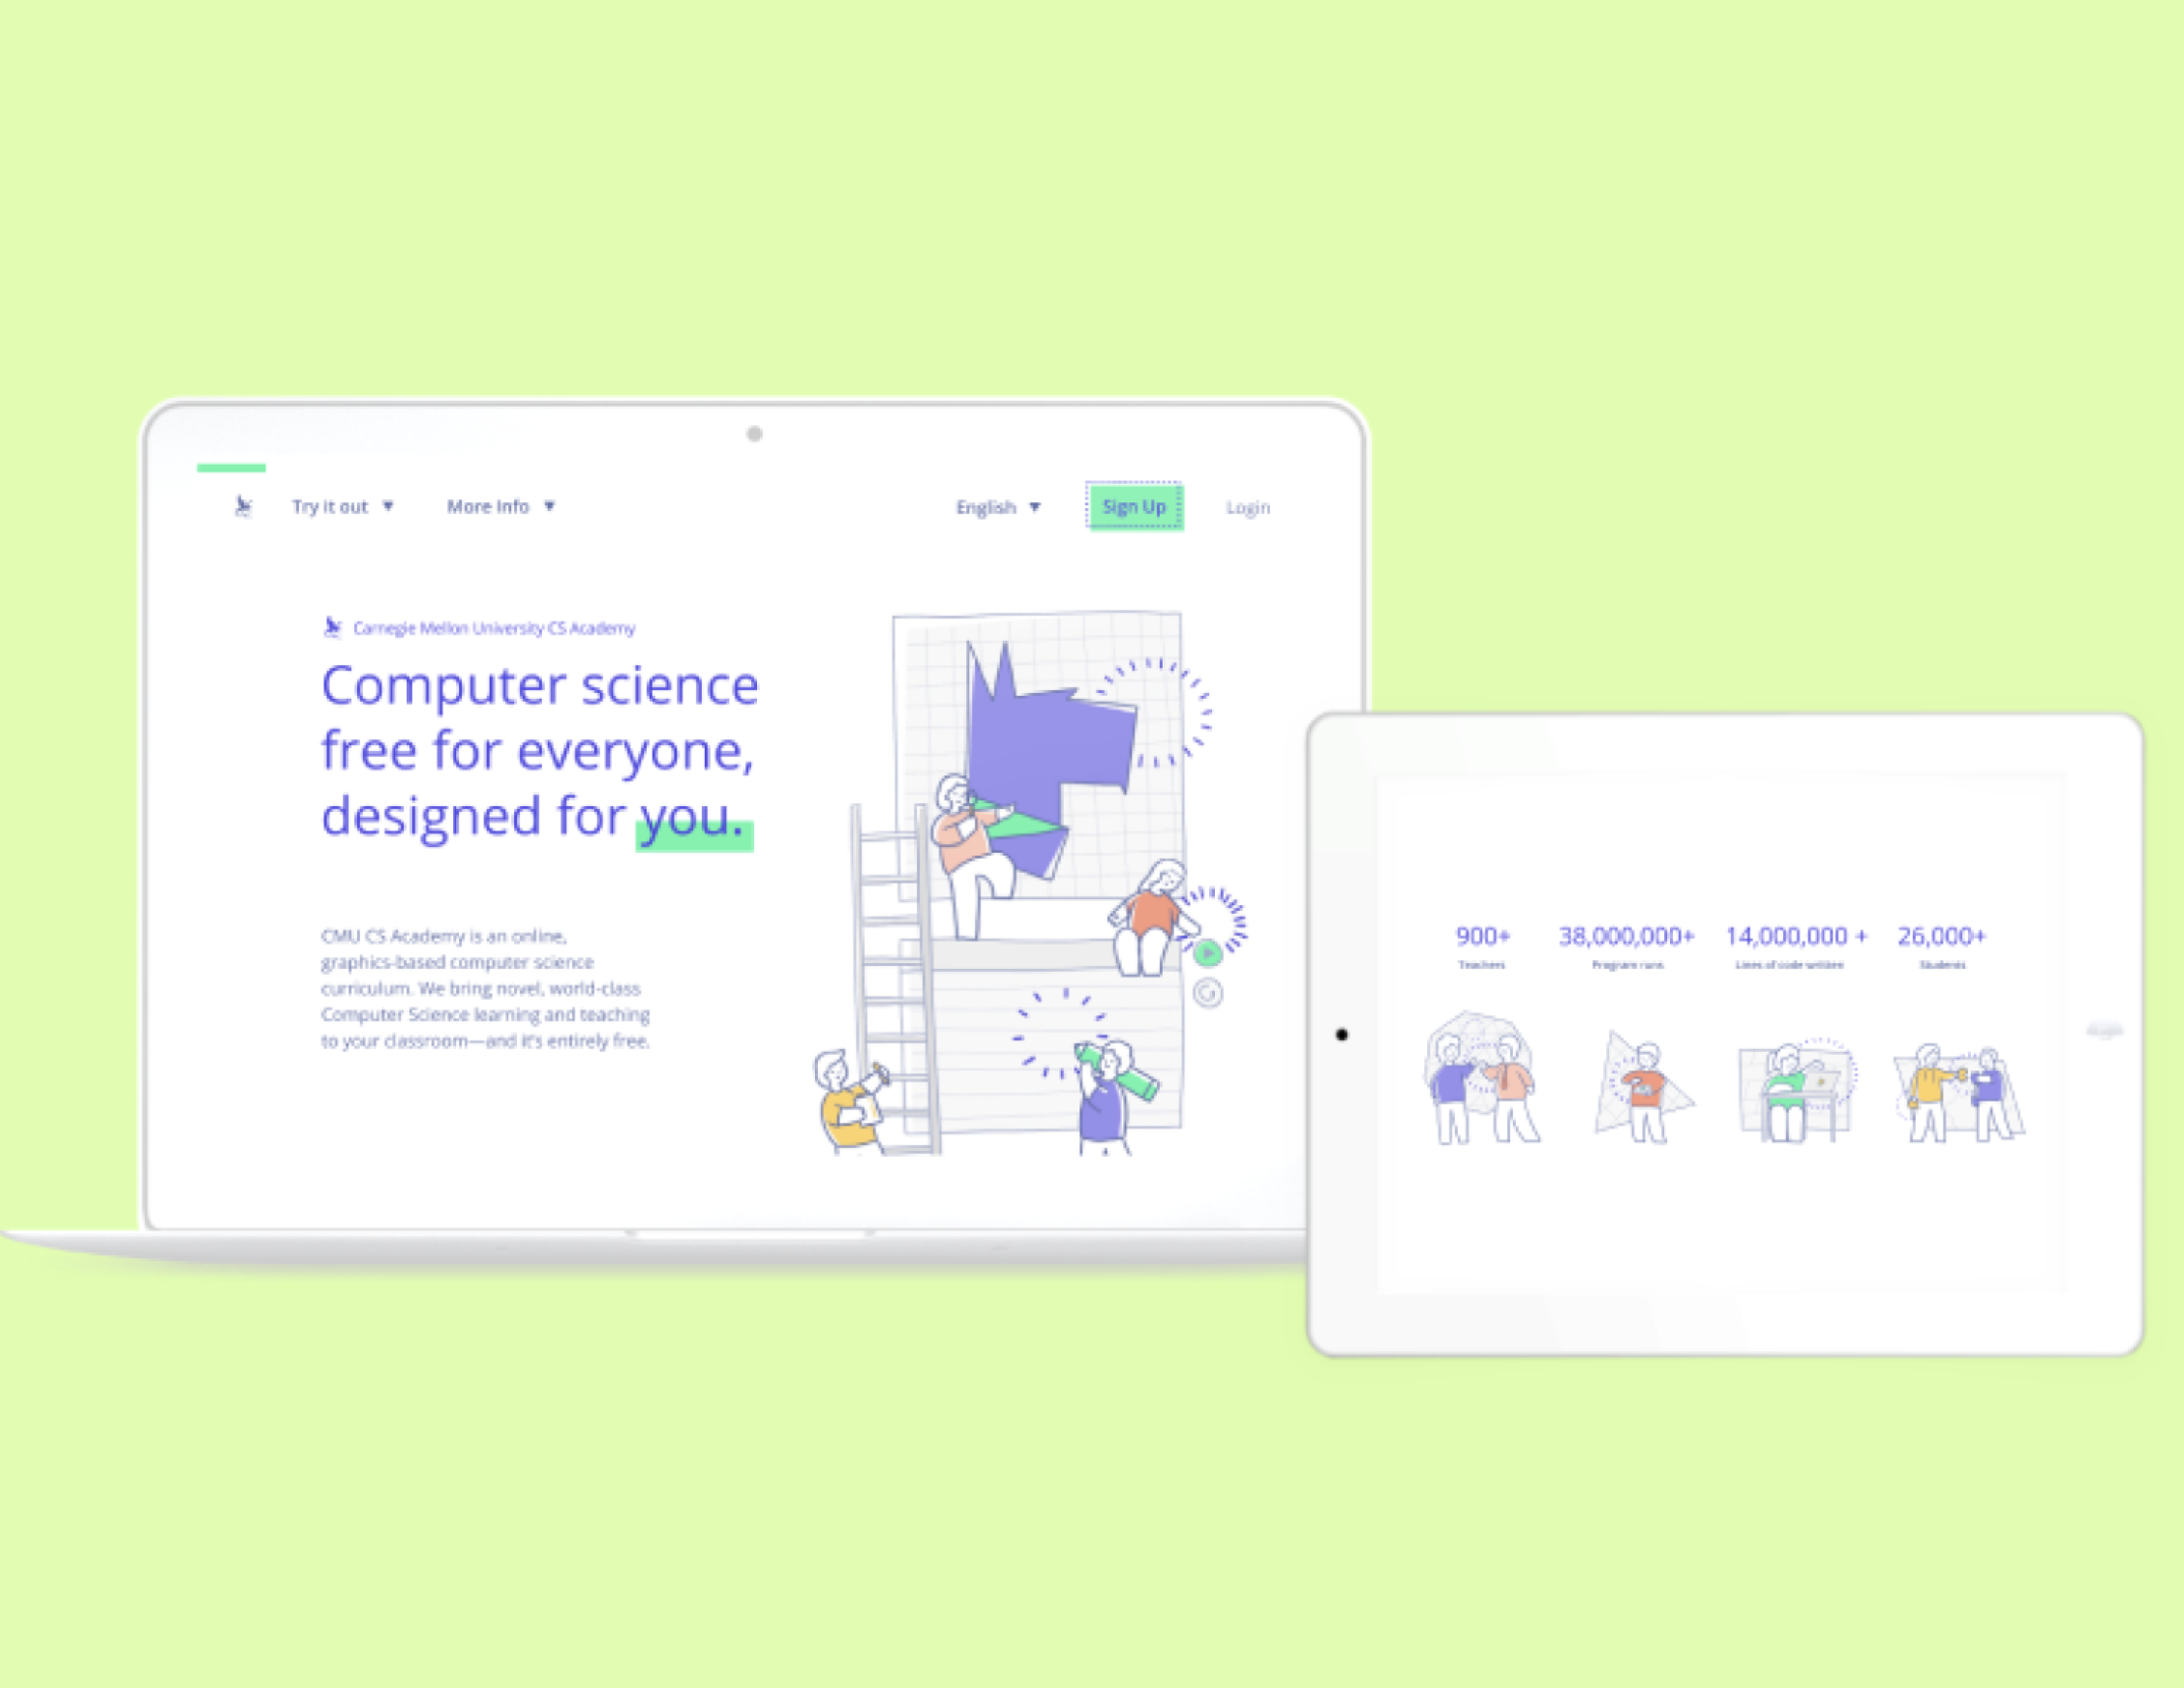 Try it out ▼ More Info ▼ English ▼ Sign Up Login
Carnegie Mellon University CS Academy
Computer science
free for everyone,
designed for you.
CMU CS Academy is an online,
graphics-based computer science
curriculum. We bring novel, world-class
Computer Science learning and teaching
to your classroom—and it's entirely free.
900+ 38,000,000+ 14,000,000 + 26,000+
Teachers Program runs Lines of code written Students